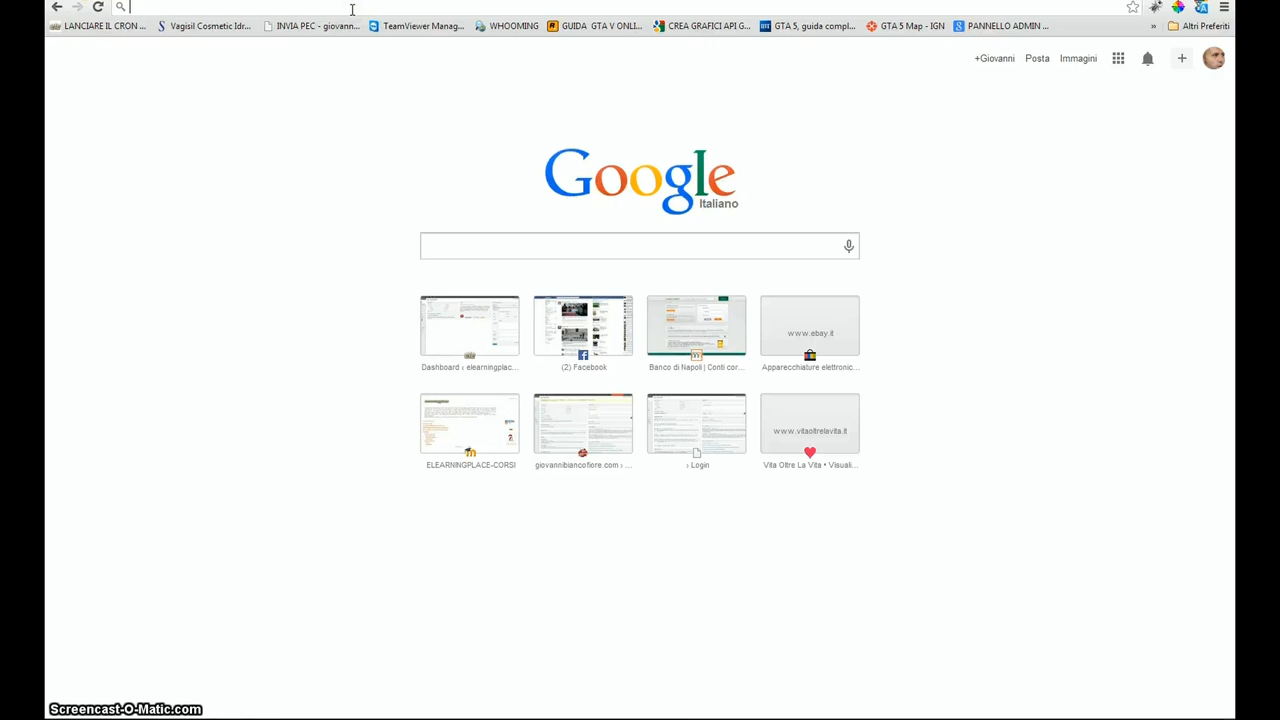 LANCIARE IL CRON ... Vagisil Cosmetic Idr... INVIA PEC - giovann... TeamViewer Manag... WHOOMING GUIDA GTA V ONLI... CREA GRAFICI API G... GTA 5, guida compl... GTA 5 Map - IGN PANNELLO ADMIN ... » Altri Preferiti
+Giovanni Posta Immagini
Google
Italiano
www.ebay.it
Dashboard ‹ elearningplac... (2) Facebook Banco di Napoli | Conti cor... Apparecchiature elettronic...
www.vitaoltrelavita.it
ELEARNINGPLACE-CORSI giovannibiancofiore.com › ... › Login Vita Oltre La Vita • Visuali...
Screencast-O-Matic.com